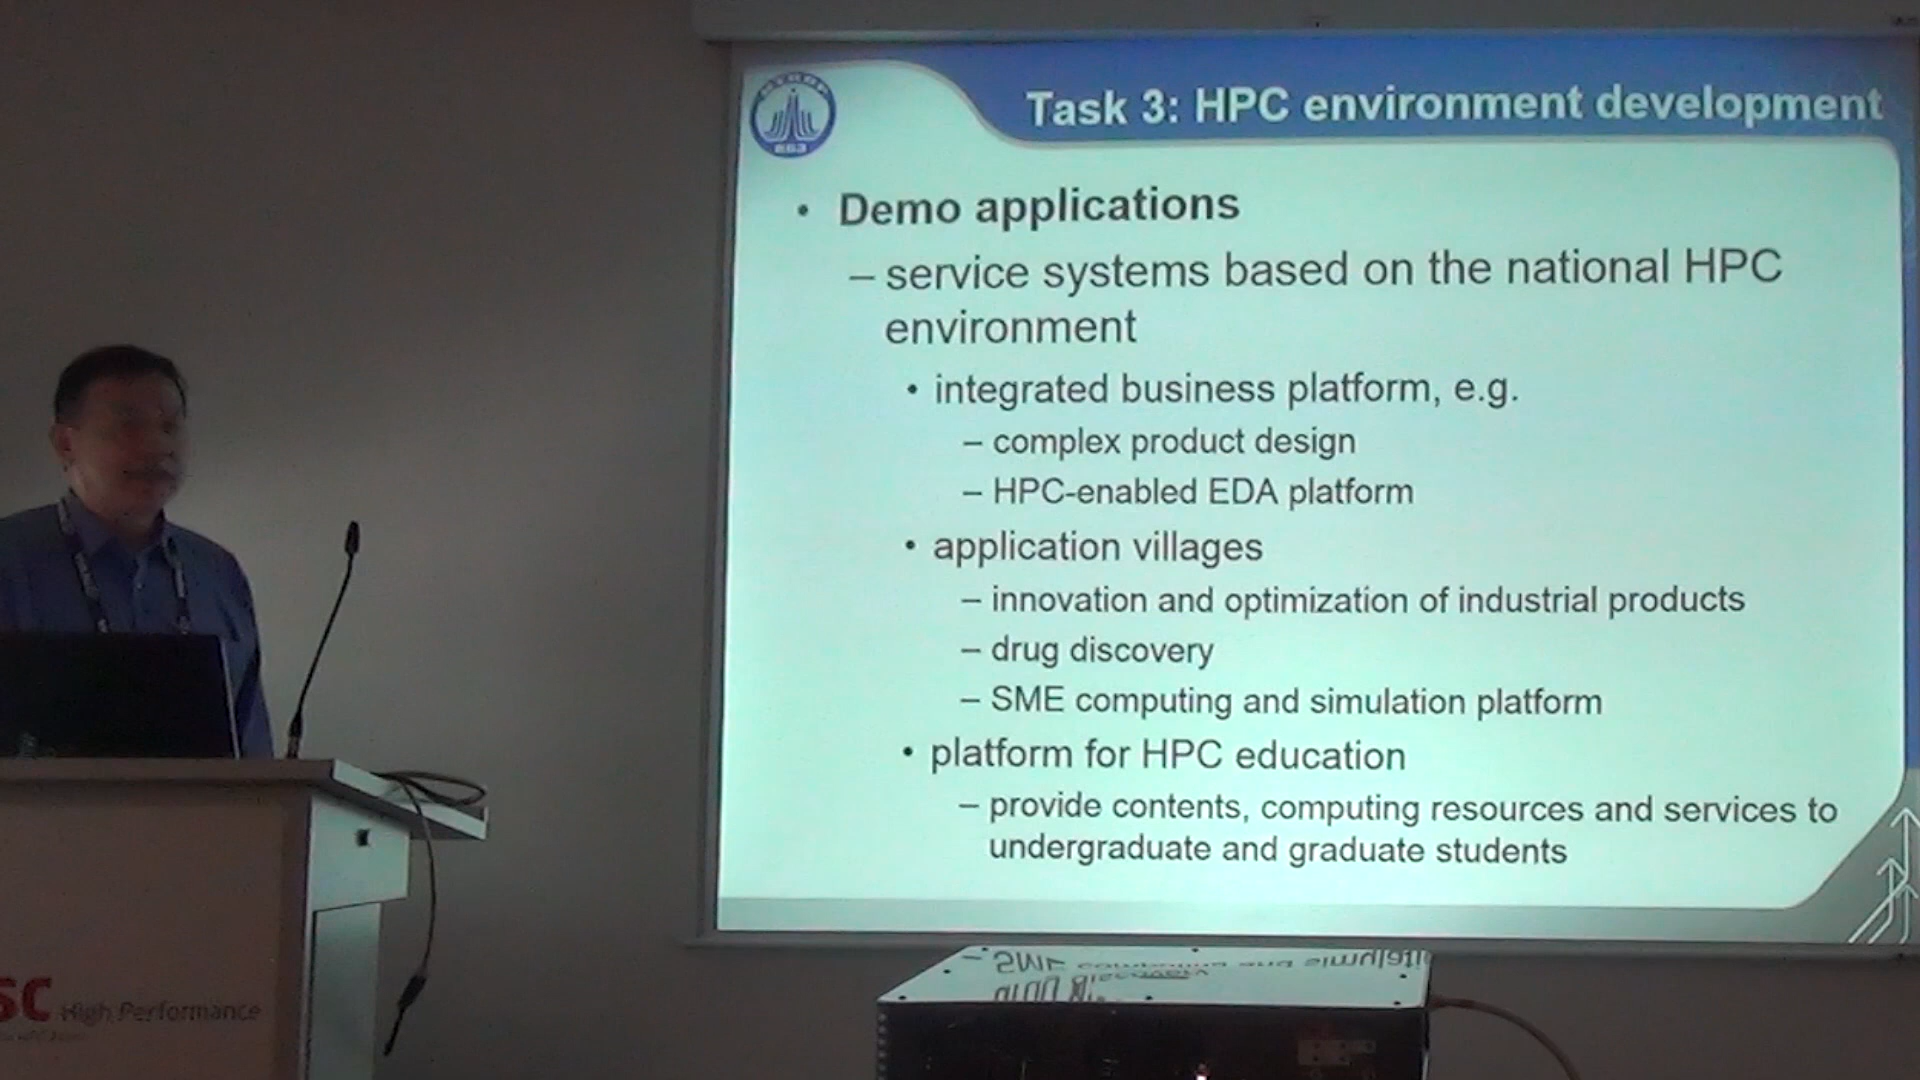 Task 3: HPC environment development
863
• Demo applications
– service systems based on the national HPC
environment
• integrated business platform, e.g.
– complex product design
– HPC-enabled EDA platform
• application villages
– innovation and optimization of industrial products
– drug discovery
– SME computing and simulation platform
• platform for HPC education
– provide contents, computing resources and services to
undergraduate and graduate students
SC High Performance